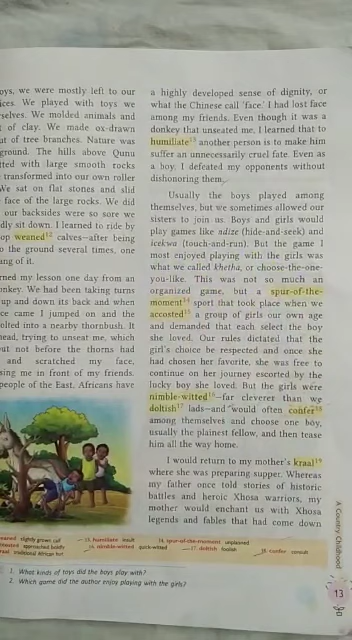 oys, we were mostly left to our
ices. We played with toys we
rselves. We molded animals and
t of clay. We made ox-drawn
ut of tree branches. Nature was
ground. The hills above Qunu
tted with large smooth rocks
transformed into our own roller
We sat on flat stones and slid
face of the large rocks. We did
our backsides were so sore we
dly sit down. I learned to ride by
op weaned¹² calves—after being
o the ground several times, one
ang of it.
rned my lesson one day from an
onkey. We had been taking turns
up and down its back and when
ce came I jumped on and the
olted into a nearby thornbush. It
head, trying to unseat me, which
ut not before the thorns had
and scratched my face,
sing me in front of my friends.
people of the East, Africans have
a highly developed sense of dignity, or
what the Chinese call 'face.' I had lost face
among my friends. Even though it was a
donkey that unseated me, I learned that to
humiliate¹³ another person is to make him
suffer an unnecessarily cruel fate. Even as
a boy, I defeated my opponents without
dishonoring them.
Usually the boys played among
themselves, but we sometimes allowed our
sisters to join us. Boys and girls would
play games like ndize (hide-and-seek) and
icekwa (touch-and-run). But the game I
most enjoyed playing with the girls was
what we called khetha, or choose-the-one-
you-like. This was not so much an
organized game, but a spur-of-the-
moment¹⁴ sport that took place when we
accosted¹⁵ a group of girls our own age
and demanded that each select the boy
she loved. Our rules dictated that the
girl's choice be respected and once she
had chosen her favorite, she was free to
continue on her journey escorted by the
lucky boy she loved. But the girls were
nimble-witted¹⁶—far cleverer than we
doltish¹⁷ lads—and would often confer¹⁸
among themselves and choose one boy,
usually the plainest fellow, and then tease
him all the way home.
I would return to my mother's kraal¹⁹
where she was preparing supper. Whereas
my father once told stories of historic
battles and heroic Xhosa warriors, my
mother would enchant us with Xhosa
legends and fables that had come down
weaned slightly grown calf 13. humiliate insult 14. spur-of-the-moment unplanned
accosted approached boldly 16. nimble-witted quick-witted 17. doltish foolish 18. confer consult
kraal traditional African hut
1. What kinds of toys did the boys play with?
2. Which game did the author enjoy playing with the girls?
A Country Childhood
13